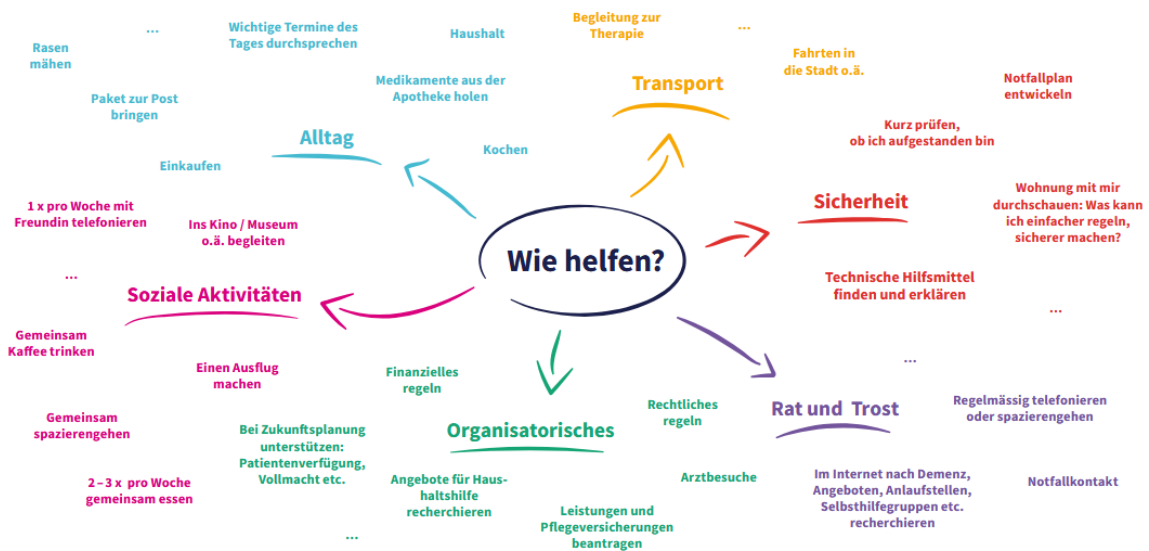 Wie helfen?
Alltag
Rasen
mähen
...
Wichtige Termine des
Tages durchsprechen
Haushalt
Paket zur Post
bringen
Medikamente aus der
Apotheke holen
Einkaufen
Kochen
Transport
Begleitung zur
Therapie
...
Fahrten in
die Stadt o.ä.
Sicherheit
Notfallplan
entwickeln
Kurz prüfen,
ob ich aufgestanden bin
Wohnung mit mir
durchschauen: Was kann
ich einfacher regeln,
sicherer machen?
Technische Hilfsmittel
finden und erklären
...
Rat und Trost
...
Regelmässig telefonieren
oder spazierengehen
Im Internet nach Demenz,
Angeboten, Anlaufstellen,
Selbsthilfegruppen etc.
recherchieren
Notfallkontakt
Organisatorisches
Finanzielles
regeln
Rechtliches
regeln
Bei Zukunftsplanung
unterstützen:
Patientenverfügung,
Vollmacht etc.
Angebote für Haus-
haltshilfe
recherchieren
Arztbesuche
Leistungen und
Pflegeversicherungen
beantragen
...
Soziale Aktivitäten
1 x pro Woche mit
Freundin telefonieren
Ins Kino / Museum
o.ä. begleiten
...
Gemeinsam
Kaffee trinken
Einen Ausflug
machen
Gemeinsam
spazierengehen
2–3 x pro Woche
gemeinsam essen